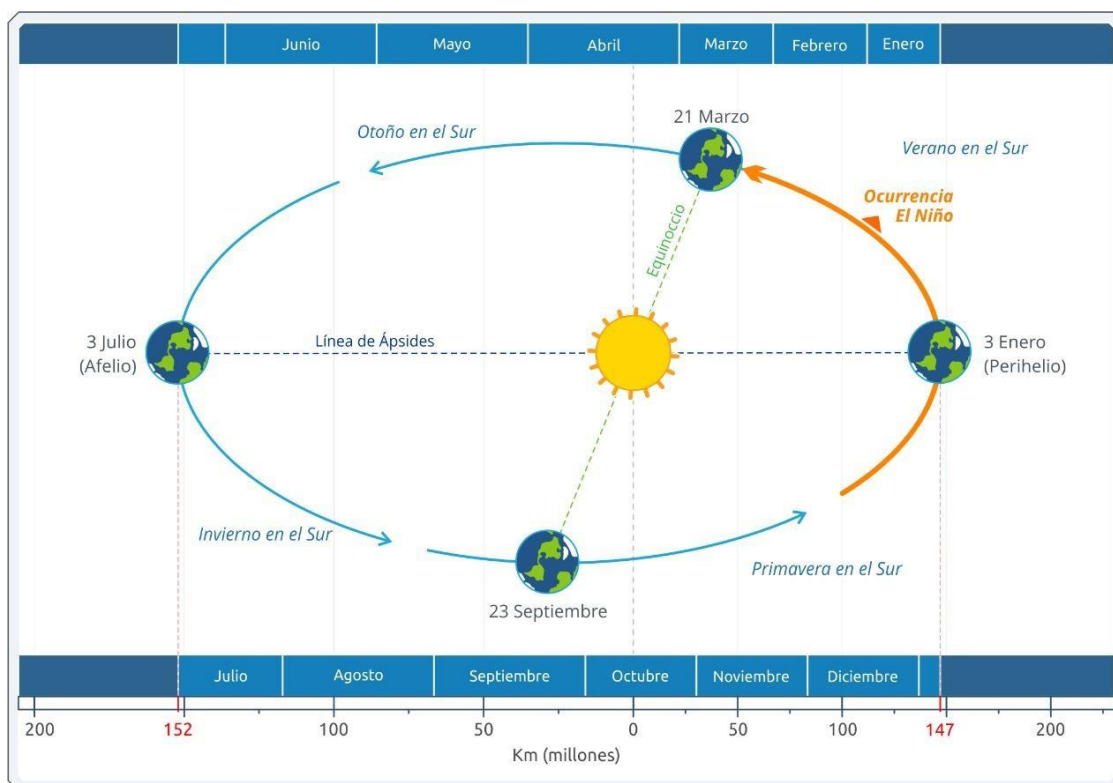 Junio Mayo Abril Marzo Febrero Enero
21 Marzo
Otoño en el Sur
Verano en el Sur
Ocurrencia
El Niño
Equinoccio
3 Julio
(Afelio)
Línea de Ápsides
3 Enero
(Perihelio)
Invierno en el Sur
Primavera en el Sur
23 Septiembre
Julio Agosto Septiembre Octubre Noviembre Diciembre
200 152 100 50 0 50 100 147 200
Km (millones)